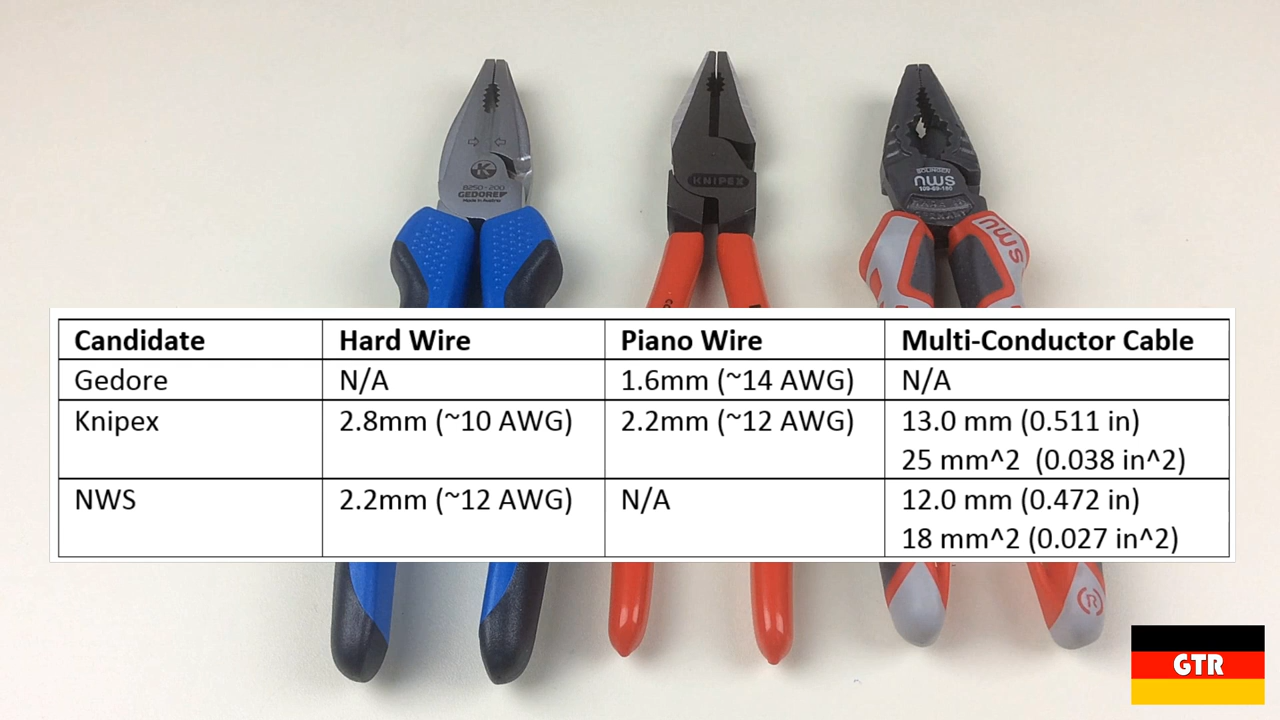 8250-200
GEDORE
Made in Austria
KNIPEX
SOLINGEN
nws
109-69-180
nws
Candidate Hard Wire Piano Wire Multi-Conductor Cable
Gedore N/A 1.6mm (~14 AWG) N/A
Knipex 2.8mm (~10 AWG) 2.2mm (~12 AWG) 13.0 mm (0.511 in)
25 mm^2 (0.038 in^2)
NWS 2.2mm (~12 AWG) N/A 12.0 mm (0.472 in)
18 mm^2 (0.027 in^2)
GTR